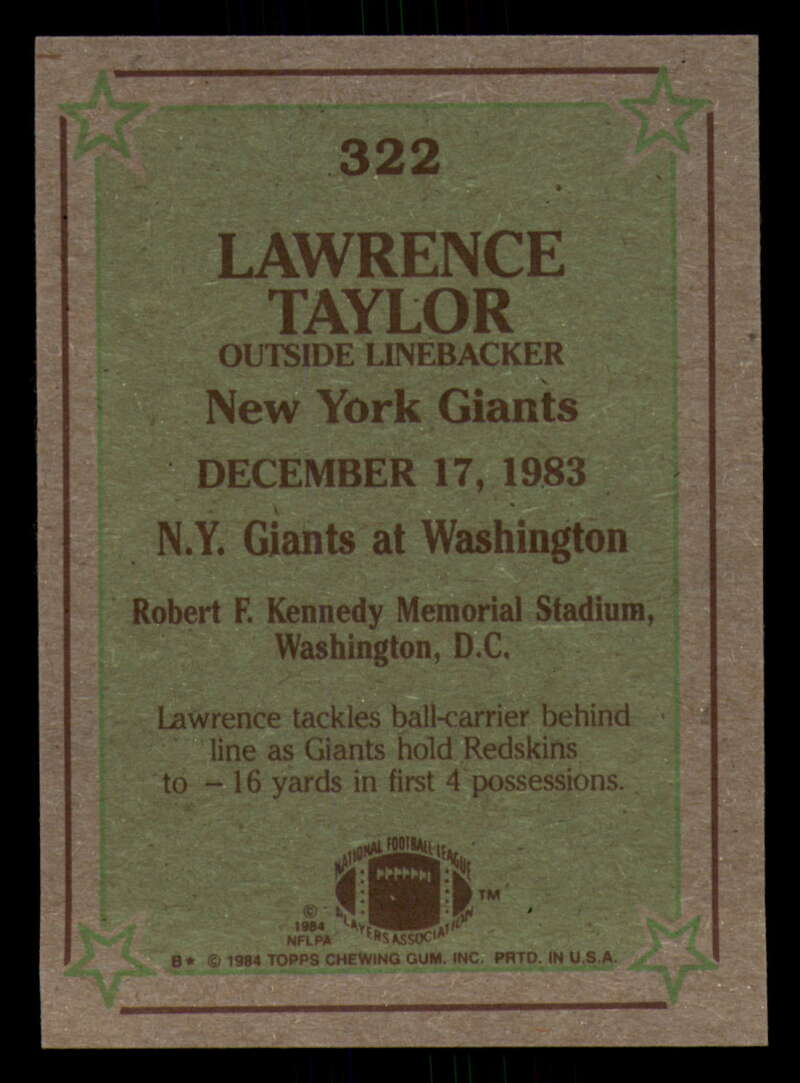 322
LAWRENCE
TAYLOR
OUTSIDE LINEBACKER
New York Giants
DECEMBER 17, 1983
N.Y. Giants at Washington
Robert F. Kennedy Memorial Stadium,
Washington, D.C.
Lawrence tackles ball-carrier behind
line as Giants hold Redskins
to – 16 yards in first 4 possessions.
NATIONAL FOOTBALL LEAGUE
PLAYERS ASSOCIATION
TM
©
1984
NFLPA
B* © 1984 TOPPS CHEWING GUM. INC. PRTD. IN U.S.A.